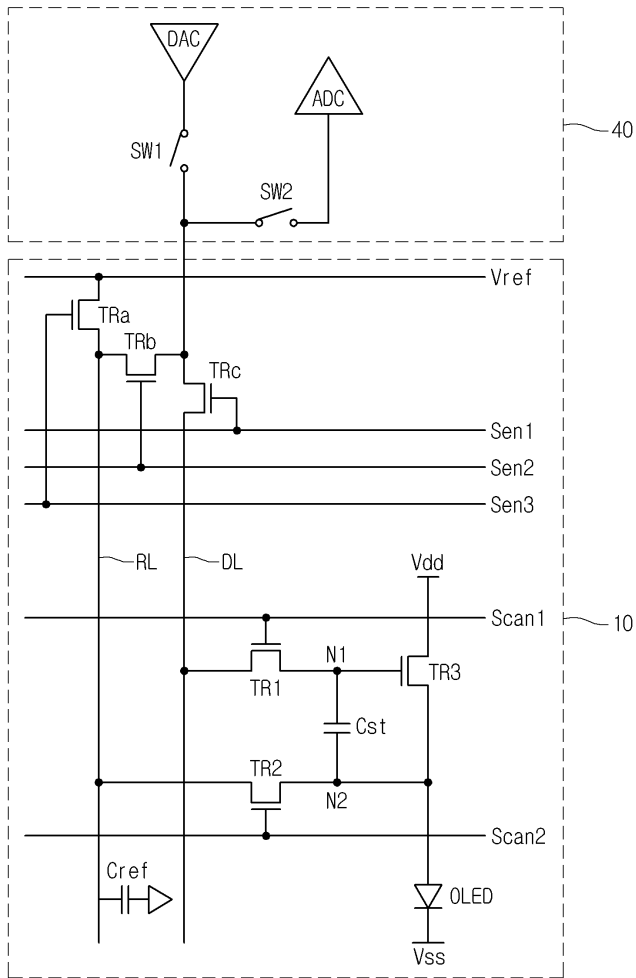 DAC
ADC
SW1
40
SW2
Vref
TRa
TRb
TRc
Sen1
Sen2
Sen3
RL
DL
Vdd
Scan1
10
N1
TR3
TR1
Cst
TR2
N2
Scan2
Cref
OLED
Vss